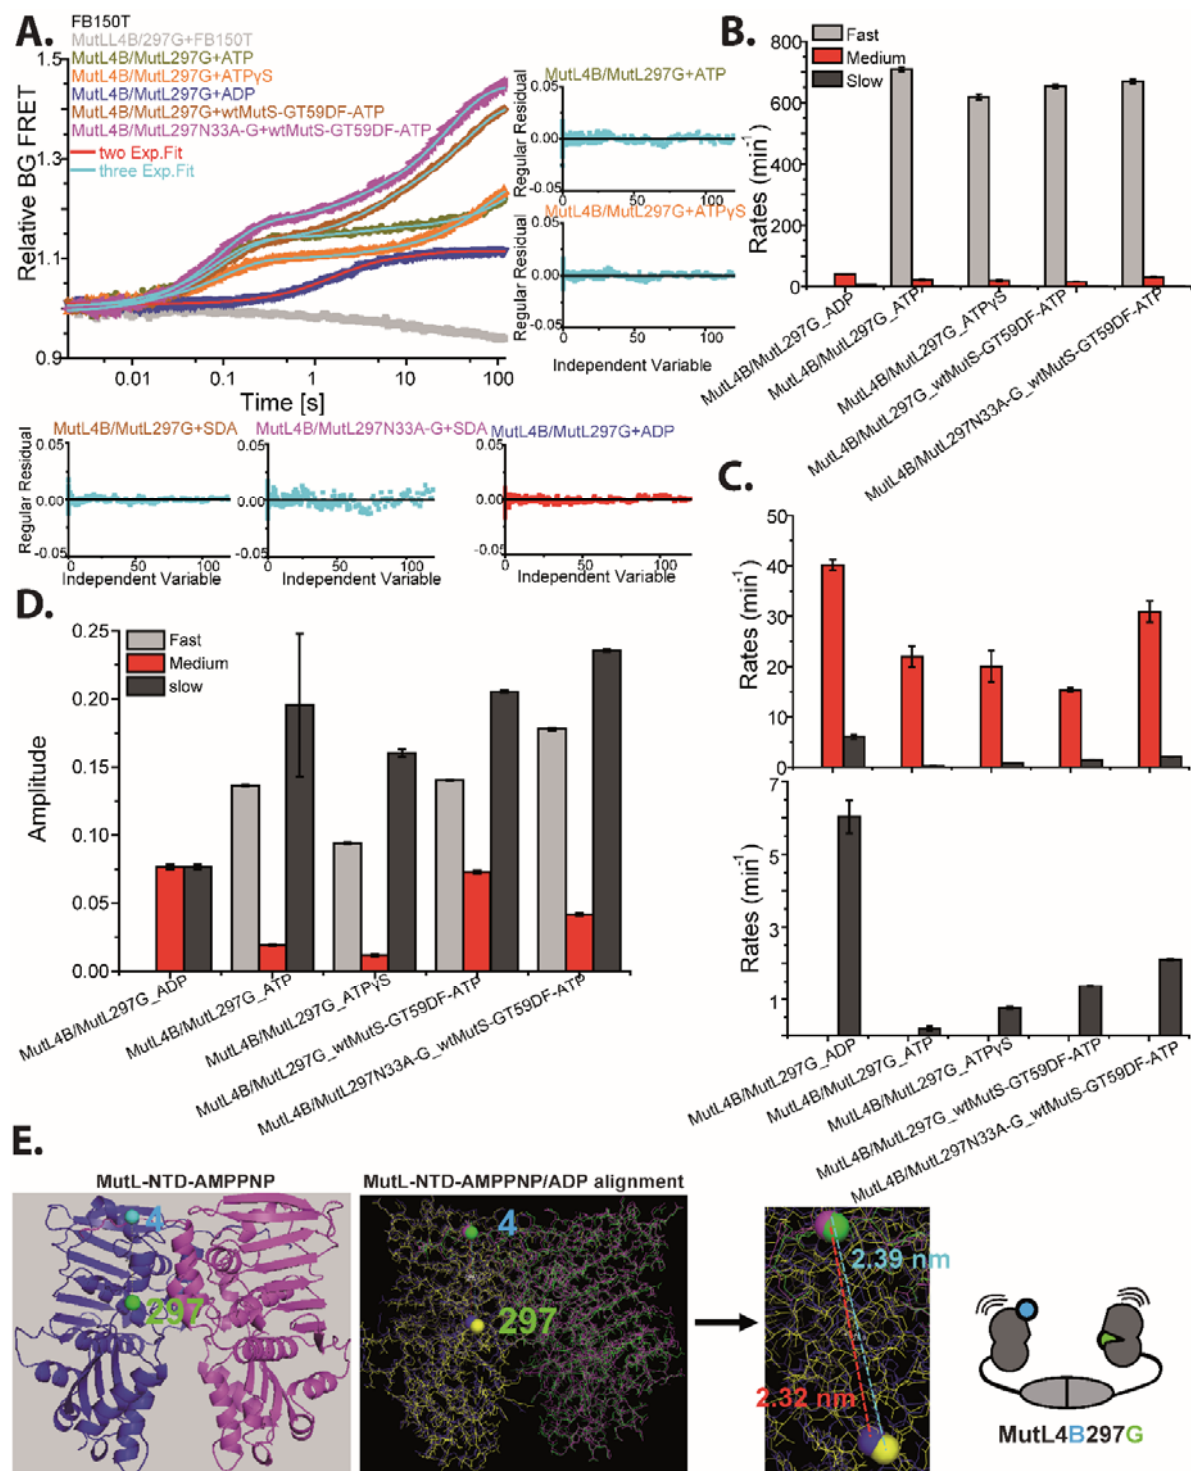 A.
FB150T
MutLL4B/297G+FB150T
MutL4B/MutL297G+ATP
MutL4B/MutL297G+ATPγS
MutL4B/MutL297G+ADP
MutL4B/MutL297G+wtMutS-GT59DF-ATP
MutL4B/MutL297N33A-G+wtMutS-GT59DF-ATP
two Exp.Fit
three Exp.Fit
Relative BG FRET
1.5
1.3
1.1
0.9
0.01
0.1
1
10
100
Time [s]
MutL4B/MutL297G+ATP
Regular Residual
0.05
0.00
-0.05
0
50
100
MutL4B/MutL297G+ATPγS
Regular Residual
0.05
0.00
-0.05
0
50
100
Independent Variable
MutL4B/MutL297G+SDA
Regular Residual
0.05
0.00
-0.05
0
50
100
Independent Variable
MutL4B/MutL297N33A-G+SDA
0.05
0.00
-0.05
0
50
100
Independent Variable
MutL4B/MutL297G+ADP
0.05
0.00
-0.05
0
50
100
Independent Variable
B.
Fast
Medium
Slow
Rates (min⁻¹)
800
600
400
200
0
MutL4B/MutL297G_ADP
MutL4B/MutL297G_ATP
MutL4B/MutL297G_ATPγS
MutL4B/MutL297G_wtMutS-GT59DF-ATP
MutL4B/MutL297N33A-G_wtMutS-GT59DF-ATP
C.
Rates (min⁻¹)
50
40
30
20
10
0
Rates (min⁻¹)
7
6
5
4
3
2
1
0
MutL4B/MutL297G_ADP
MutL4B/MutL297G_ATP
MutL4B/MutL297G_ATPγS
MutL4B/MutL297G_wtMutS-GT59DF-ATP
MutL4B/MutL297N33A-G_wtMutS-GT59DF-ATP
D.
Fast
Medium
slow
Amplitude
0.25
0.20
0.15
0.10
0.05
0.00
MutL4B/MutL297G_ADP
MutL4B/MutL297G_ATP
MutL4B/MutL297G_ATPγS
MutL4B/MutL297G_wtMutS-GT59DF-ATP
MutL4B/MutL297N33A-G_wtMutS-GT59DF-ATP
E.
MutL-NTD-AMPPNP
4
297
MutL-NTD-AMPPNP/ADP alignment
4
297
2.39 nm
2.32 nm
MutL4B297G